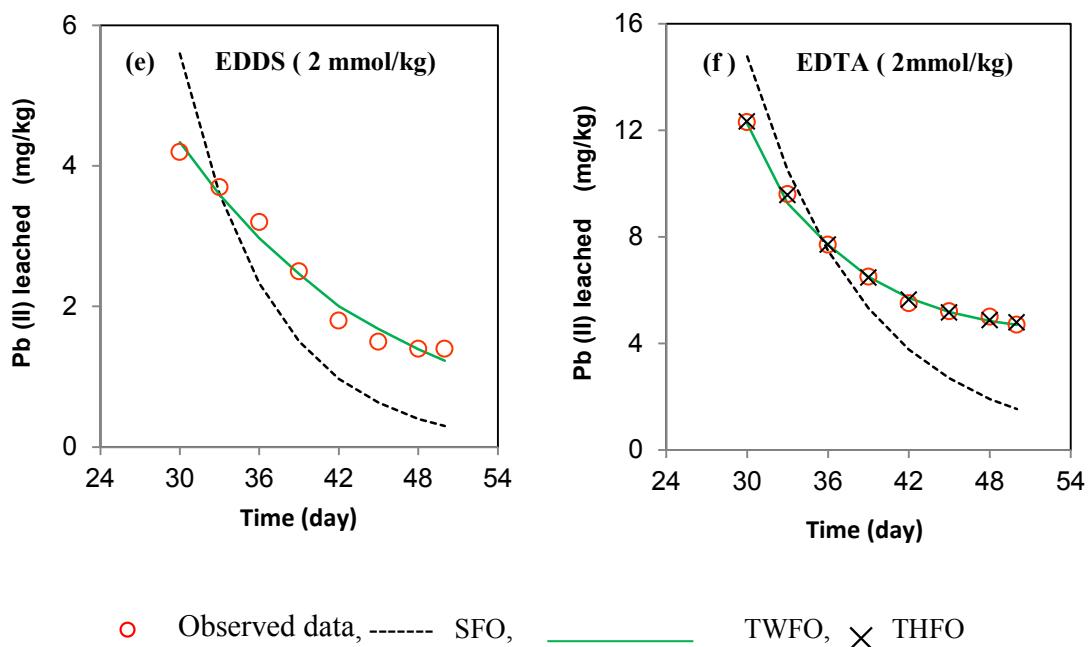 (e) EDDS ( 2 mmol/kg)
Pb (II) leached (mg/kg)
6
4
2
0
24 30 36 42 48 54
Time (day)
(f ) EDTA ( 2mmol/kg)
Pb (II) leached (mg/kg)
16
12
8
4
0
24 30 36 42 48 54
Time (day)
Observed data, SFO, TWFO, THFO